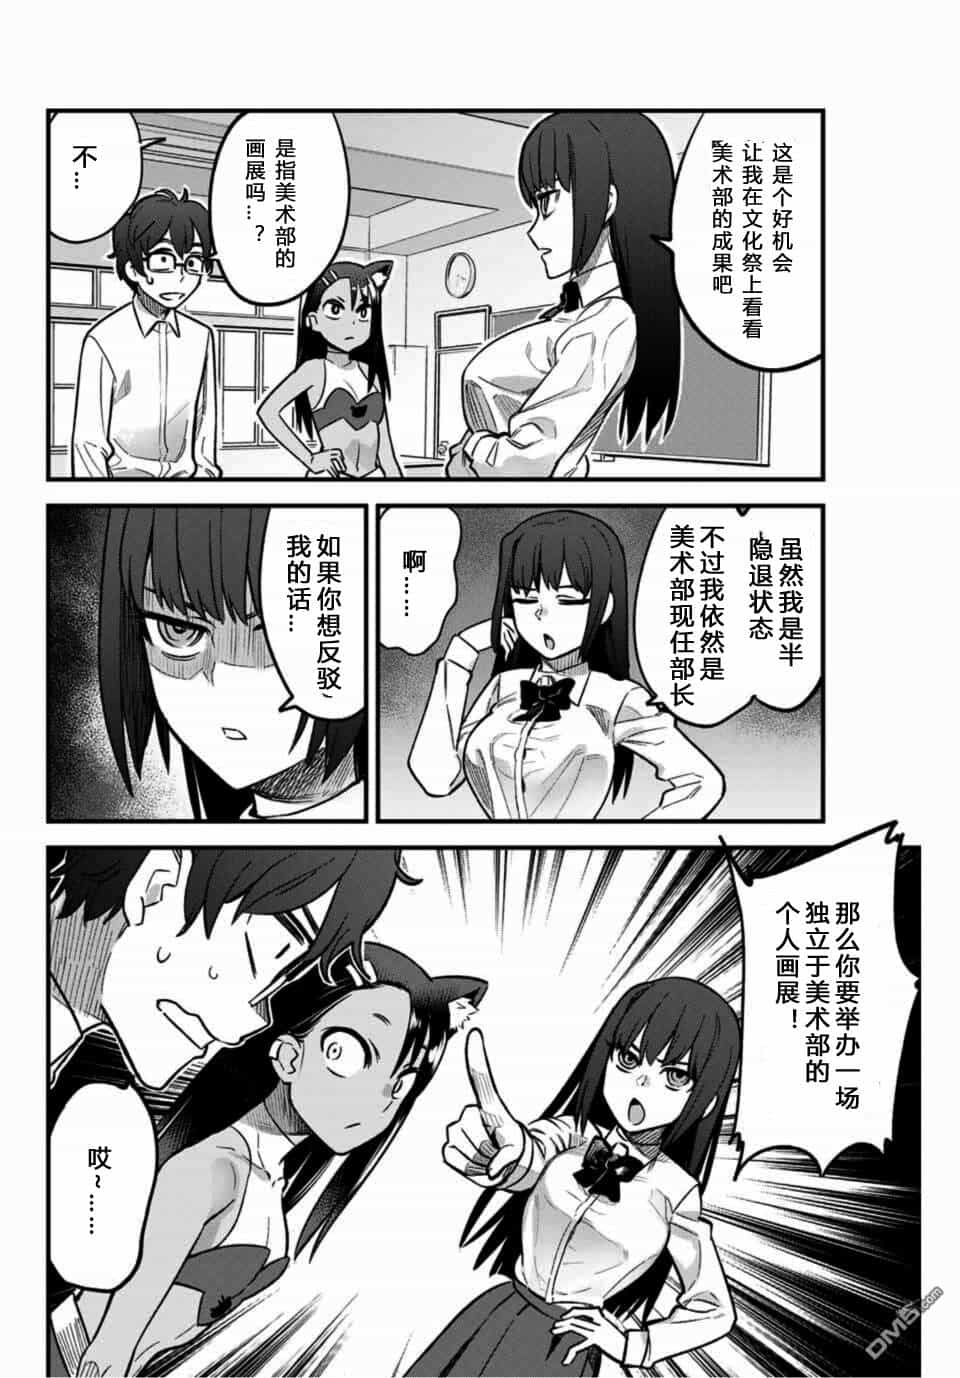 这是个好机会
让我在文化祭上看看
美术部的成果吧
是指美术部的
画展吗…？
不…
虽然我是半
隐退状态
不过我依然是
美术部现任部长
啊……
如果你想反驳
我的话…
那么你要举办一场
独立于美术部的
个人画展！
哎~……
DM5.com